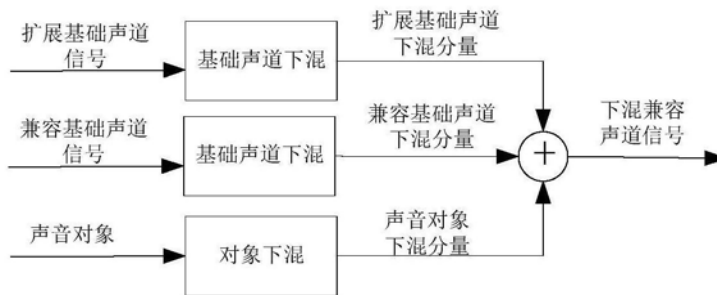 扩展基础声道
信号
基础声道下混
扩展基础声道
下混分量
兼容基础声道
信号
基础声道下混
兼容基础声道
下混分量
+
下混兼容
声道信号
声音对象
对象下混
声音对象
下混分量